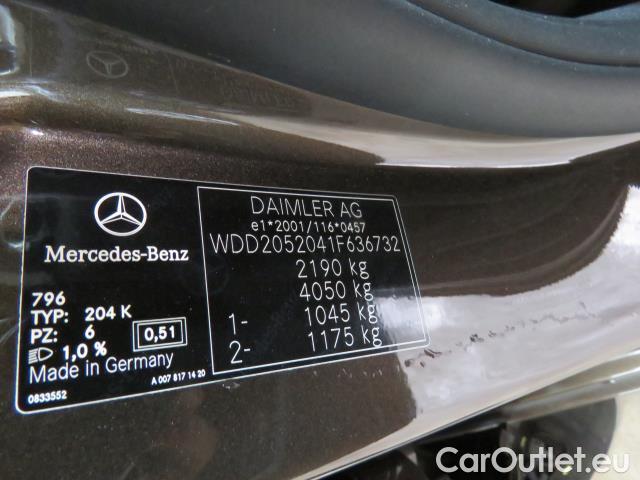 Mercedes-Benz
796
TYP: 204 K
PZ: 6 0,51
1,0 %
Made in Germany
A 007 817 14 20
0833552
DAIMLER AG
e1*2001/116*0457
WDD2052041F636732
2190 kg
4050 kg
1- 1045 kg
2- 1175 kg
CarOutlet.eu